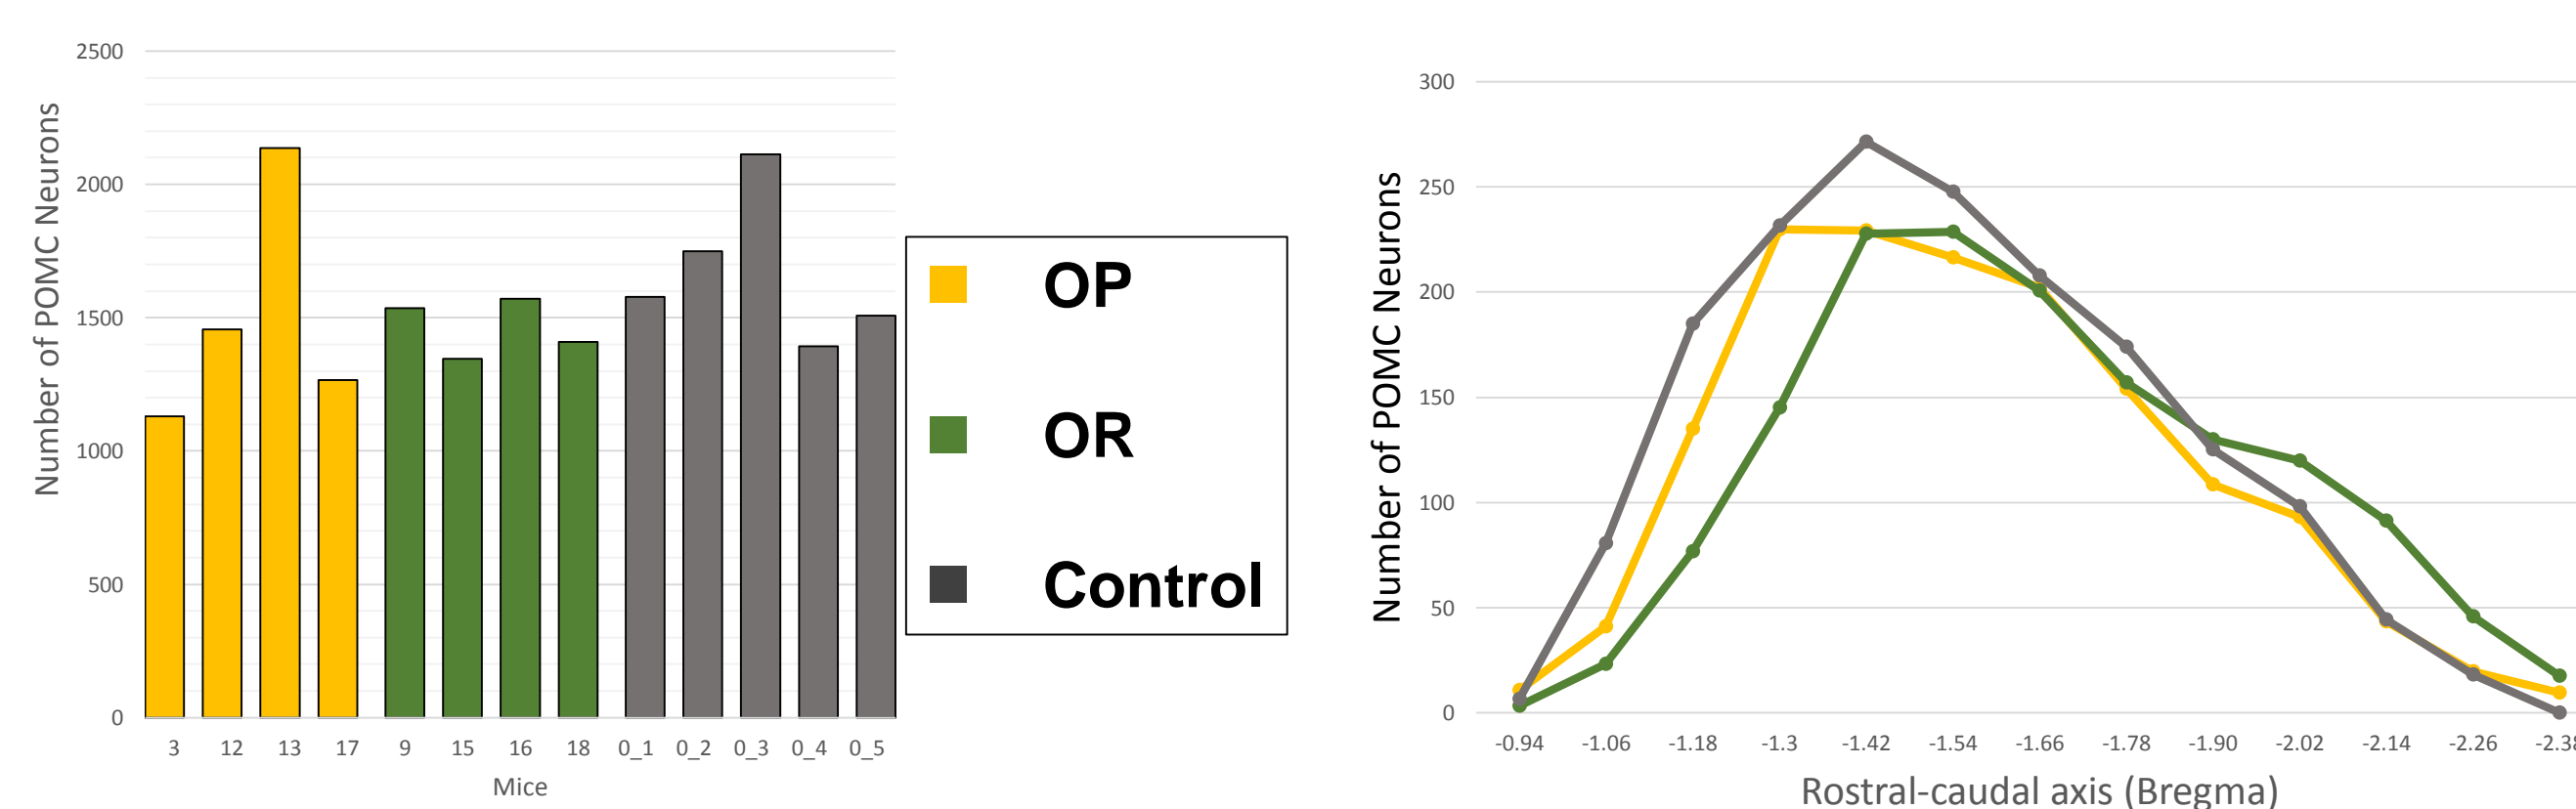 2500
2000
1500
1000
500
0
Number of POMC Neurons
3 12 13 17 9 15 16 18 0_1 0_2 0_3 0_4 0_5
Mice
OP
OR
Control
300
250
200
150
100
50
0
Number of POMC Neurons
-0.94 -1.06 -1.18 -1.3 -1.42 -1.54 -1.66 -1.78 -1.90 -2.02 -2.14 -2.26 -2.38
Rostral-caudal axis (Bregma)